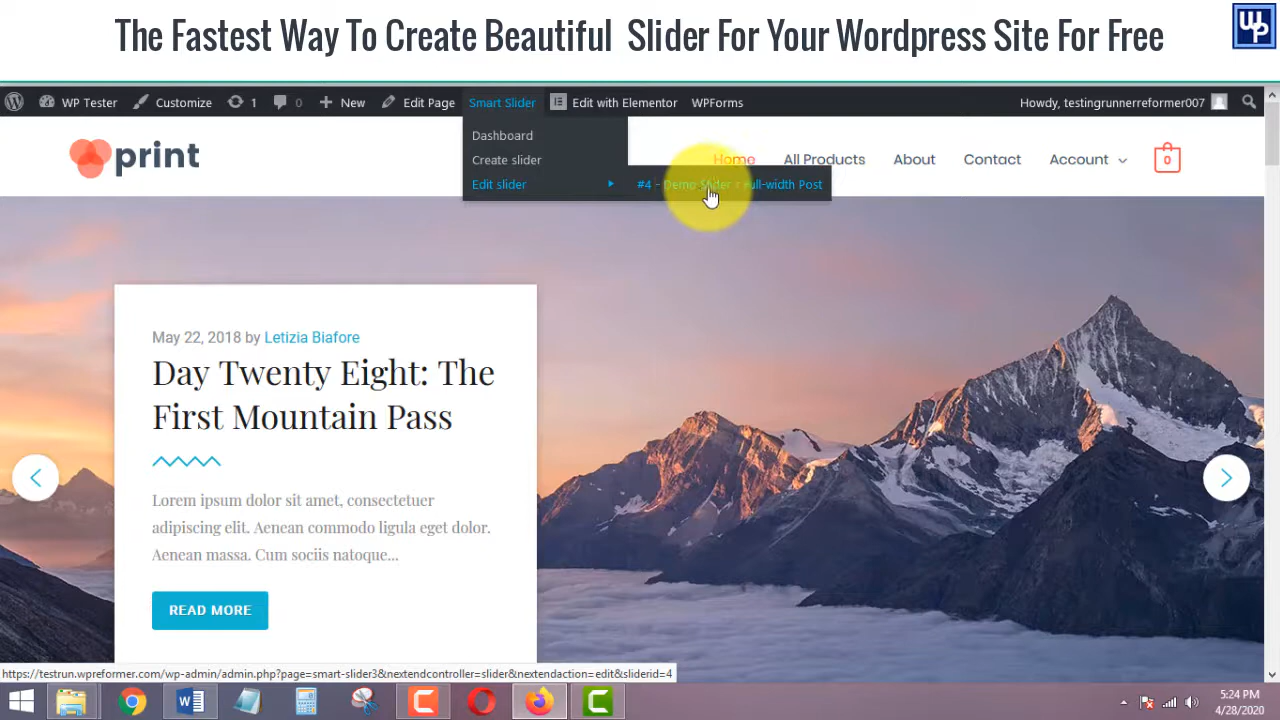 The Fastest Way To Create Beautiful Slider For Your Wordpress Site For Free
WP
WP Tester Customize 1 0 New Edit Page Smart Slider Edit with Elementor WPForms Howdy, testingrunnerreformer007
Dashboard
Create slider
Edit slider
#4 - Demo Slider - Full-width Post
print
Home All Products About Contact Account 0
May 22, 2018 by Letizia Biafore
Day Twenty Eight: The
First Mountain Pass
Lorem ipsum dolor sit amet, consectetuer
adipiscing elit. Aenean commodo ligula eget dolor.
Aenean massa. Cum sociis natoque...
READ MORE
https://testrun.wpreformer.com/wp-admin/admin.php?page=smart-slider3&nextendcontroller=slider&nextendaction=edit&sliderid=4
5:24 PM
4/28/2020